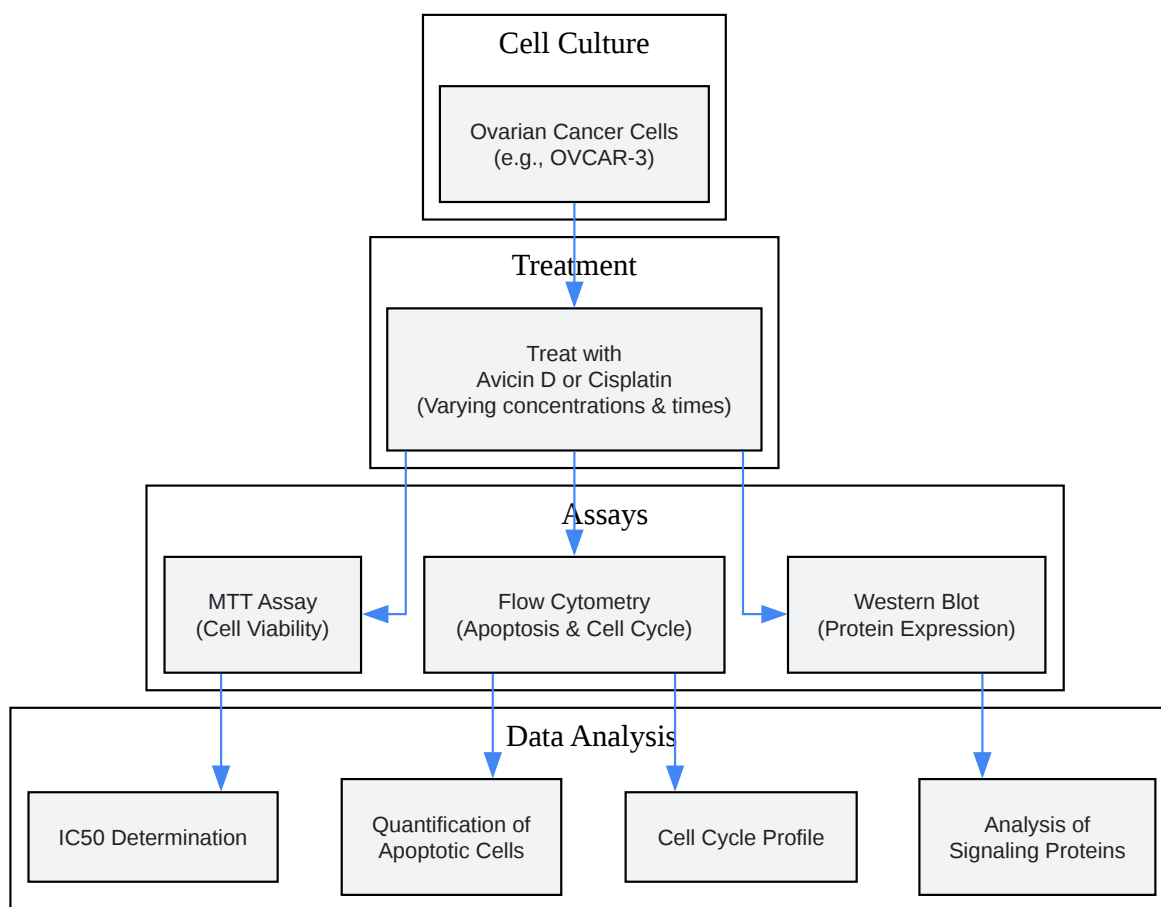 Cell Culture
Ovarian Cancer Cells
(e.g., OVCAR-3)
Treatment
Treat with
Avicin D or Cisplatin
(Varying concentrations & times)
Assays
MTT Assay
(Cell Viability)
Flow Cytometry
(Apoptosis & Cell Cycle)
Western Blot
(Protein Expression)
Data Analysis
IC50 Determination
Quantification of
Apoptotic Cells
Cell Cycle Profile
Analysis of
Signaling Proteins